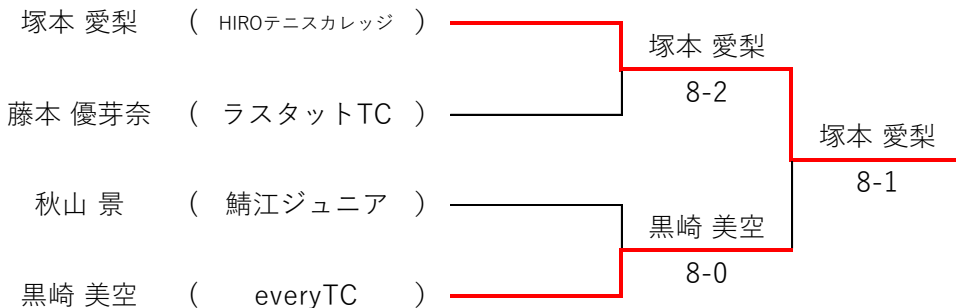 塚本 愛梨 ( HIROテニスカレッジ )
塚本 愛梨
8-2
藤本 優芽奈 ( ラスタットTC )
塚本 愛梨
8-1
秋山 景 ( 鯖江ジュニア )
黒崎 美空
8-0
黒崎 美空 ( everyTC )